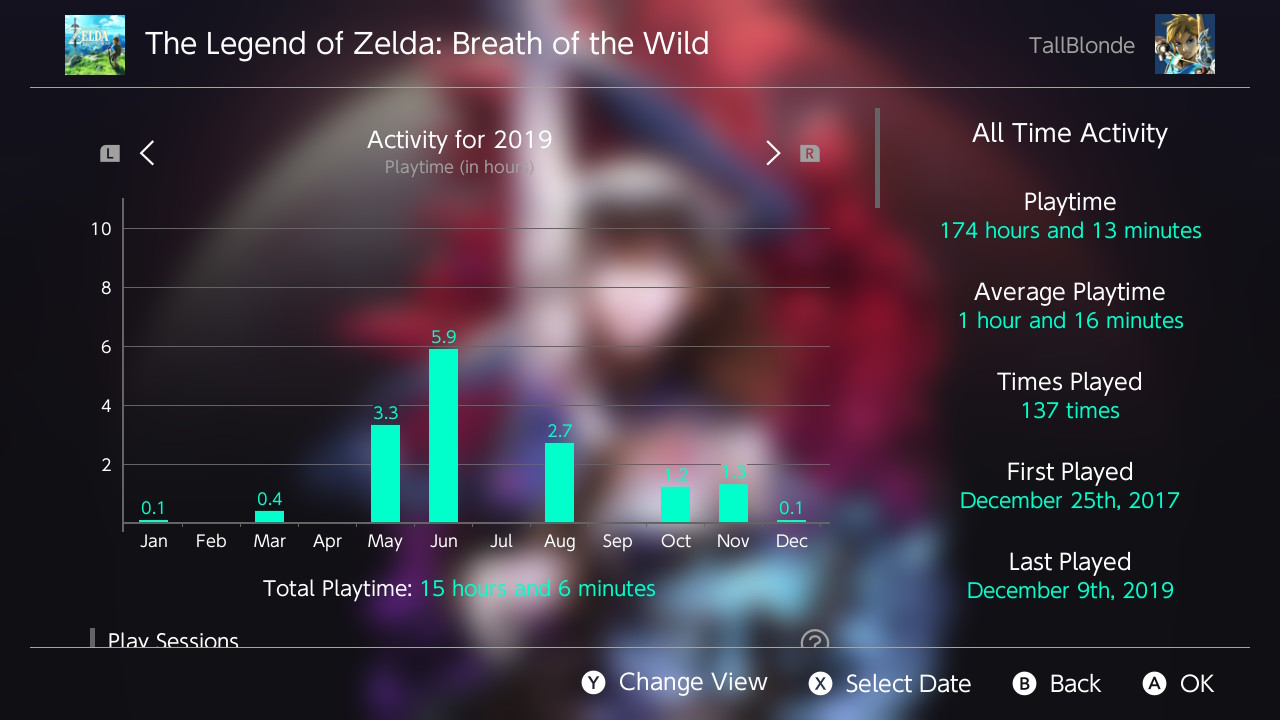 ZELDA
The Legend of Zelda: Breath of the Wild
TallBlonde
L
Activity for 2019
R
Playtime (in hours)
10
8
6
4
2
0.1
0.4
3.3
5.9
2.7
1.2
1.3
0.1
Jan Feb Mar Apr May Jun Jul Aug Sep Oct Nov Dec
Total Playtime: 15 hours and 6 minutes
Play Sessions
?
All Time Activity
Playtime
174 hours and 13 minutes
Average Playtime
1 hour and 16 minutes
Times Played
137 times
First Played
December 25th, 2017
Last Played
December 9th, 2019
Y Change View X Select Date B Back A OK